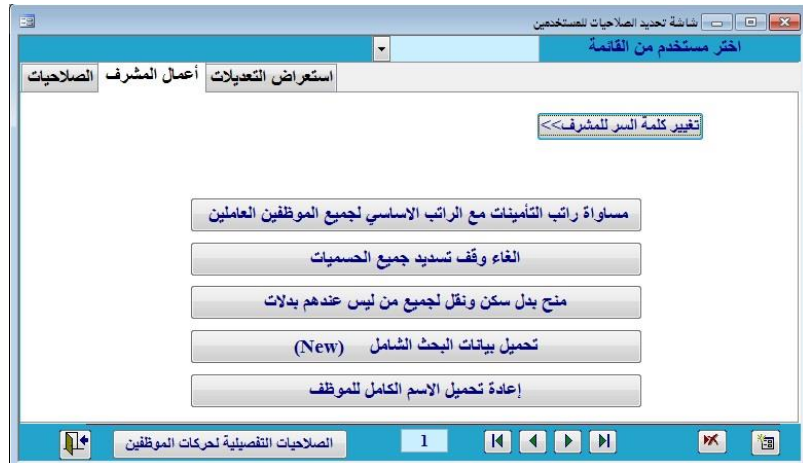 شاشة تحديد الصلاحيات للمستخدمين
اختر مستخدم من القائمة
الصلاحيات أعمال المشرف استعراض التعديلات
تغيير كلمة السر للمشرف>>
مساواة راتب التأمينات مع الراتب الاساسي لجميع الموظفين العاملين
الغاء وقف تسديد جميع الحسميات
منح بدل سكن ونقل لجميع من ليس عندهم بدلات
تحميل بيانات البحث الشامل (New)
إعادة تحميل الاسم الكامل للموظف
1 الصلاحيات التفصيلية لحركات الموظفين